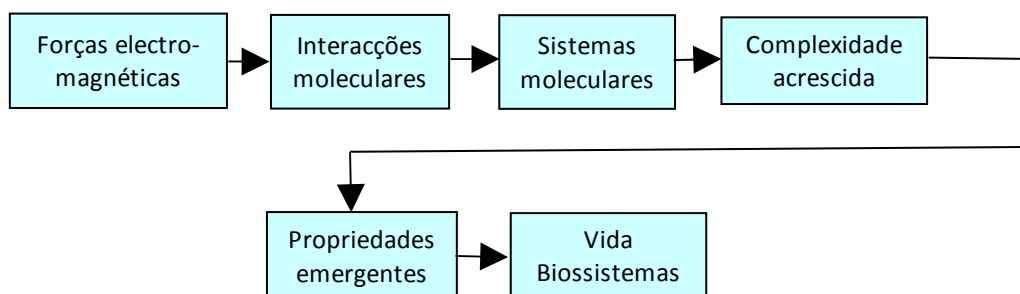 Forças electro-
magnéticas
Interacções
moleculares
Sistemas
moleculares
Complexidade
acrescida
Propriedades
emergentes
Vida
Biossistemas